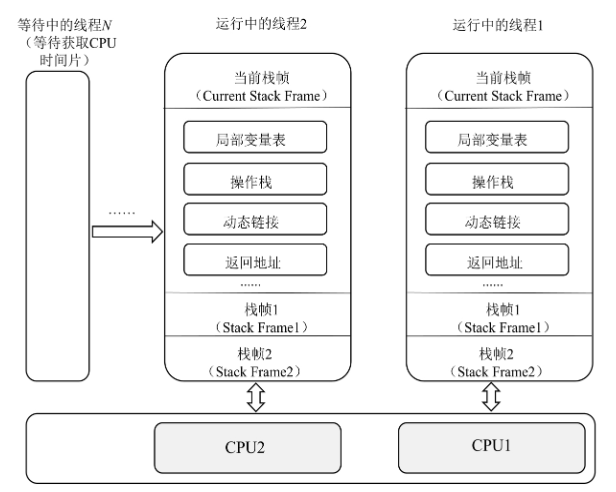 等待中的线程N
（等待获取CPU
时间片）
……
运行中的线程2
当前栈帧
（Current Stack Frame）
局部变量表
操作栈
动态链接
返回地址
……
栈帧1
（Stack Frame1）
栈帧2
（Stack Frame2）
CPU2
运行中的线程1
当前栈帧
（Current Stack Frame）
局部变量表
操作栈
动态链接
返回地址
……
栈帧1
（Stack Frame1）
栈帧2
（Stack Frame2）
CPU1